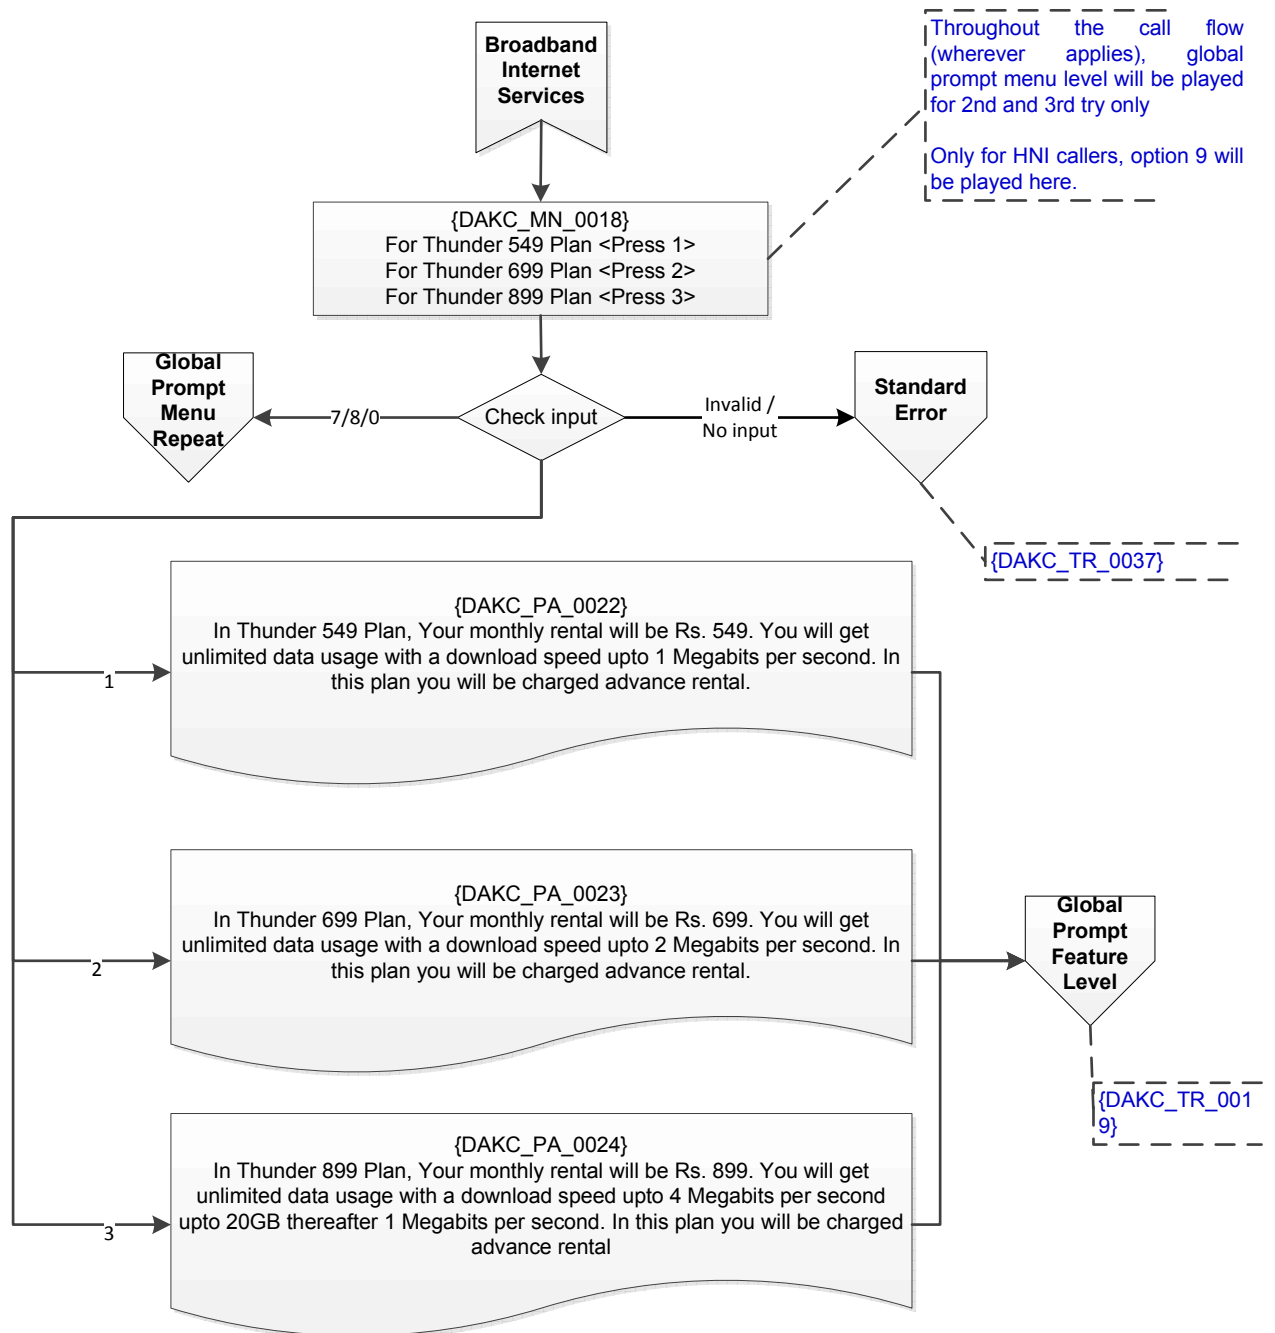 Broadband
Internet
Services
Throughout the call flow
(wherever applies), global
prompt menu level will be played
for 2nd and 3rd try only
Only for HNI callers, option 9 will
be played here.
{DAKC_MN_0018}
For Thunder 549 Plan <Press 1>
For Thunder 699 Plan <Press 2>
For Thunder 899 Plan <Press 3>
Global
Prompt
Menu
Repeat
7/8/0
Check input
Invalid /
No input
Standard
Error
{DAKC_TR_0037}
{DAKC_PA_0022}
In Thunder 549 Plan, Your monthly rental will be Rs. 549. You will get
unlimited data usage with a download speed upto 1 Megabits per second. In
this plan you will be charged advance rental.
1
{DAKC_PA_0023}
In Thunder 699 Plan, Your monthly rental will be Rs. 699. You will get
unlimited data usage with a download speed upto 2 Megabits per second. In
this plan you will be charged advance rental.
2
Global
Prompt
Feature
Level
{DAKC_TR_001
9}
{DAKC_PA_0024}
In Thunder 899 Plan, Your monthly rental will be Rs. 899. You will get
unlimited data usage with a download speed upto 4 Megabits per second
upto 20GB thereafter 1 Megabits per second. In this plan you will be charged
advance rental
3